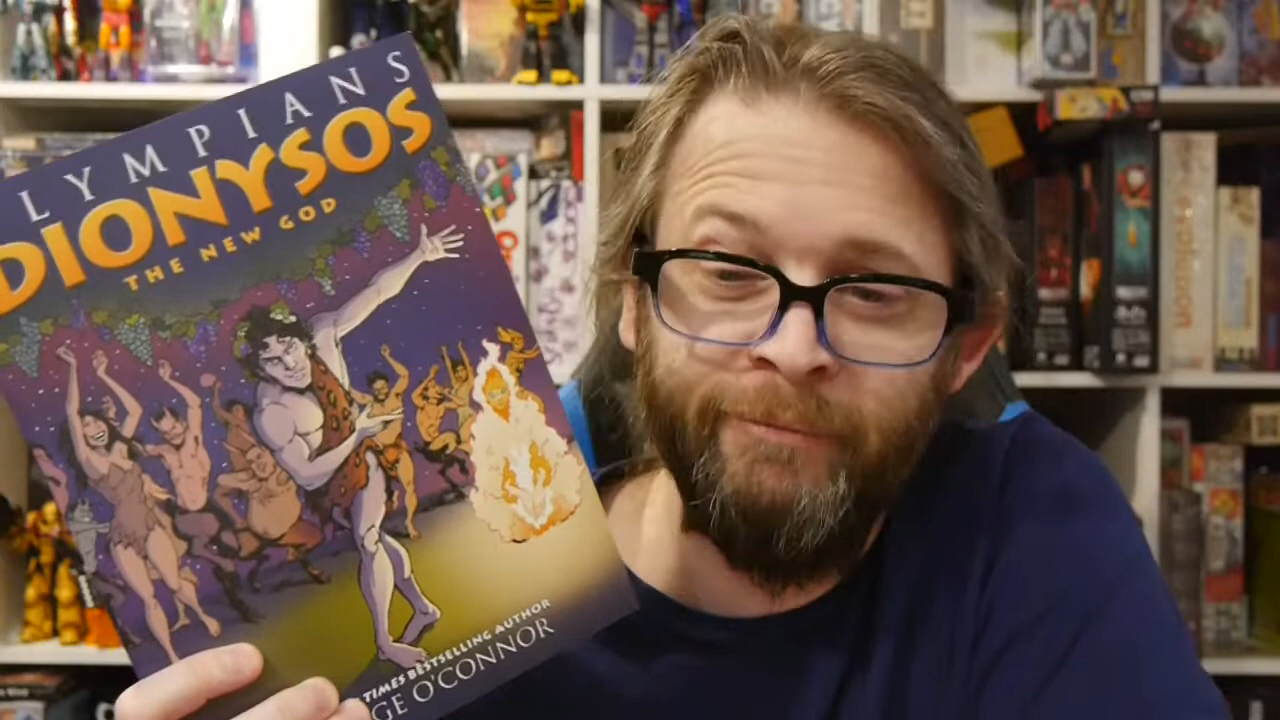 LYMPIANS
DIONYSOS
THE NEW GOD
TIMES BESTSELLING AUTHOR
GE O'CONNOR